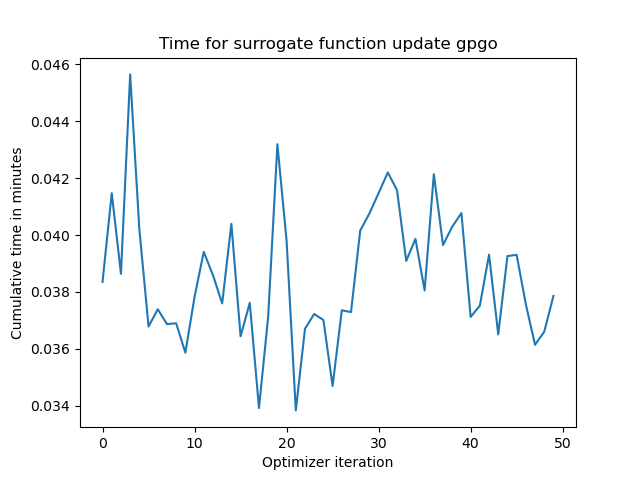 Time for surrogate function update gpgo
0.046
0.044
0.042
0.040
0.038
0.036
0.034
Cumulative time in minutes
0 10 20 30 40 50
Optimizer iteration